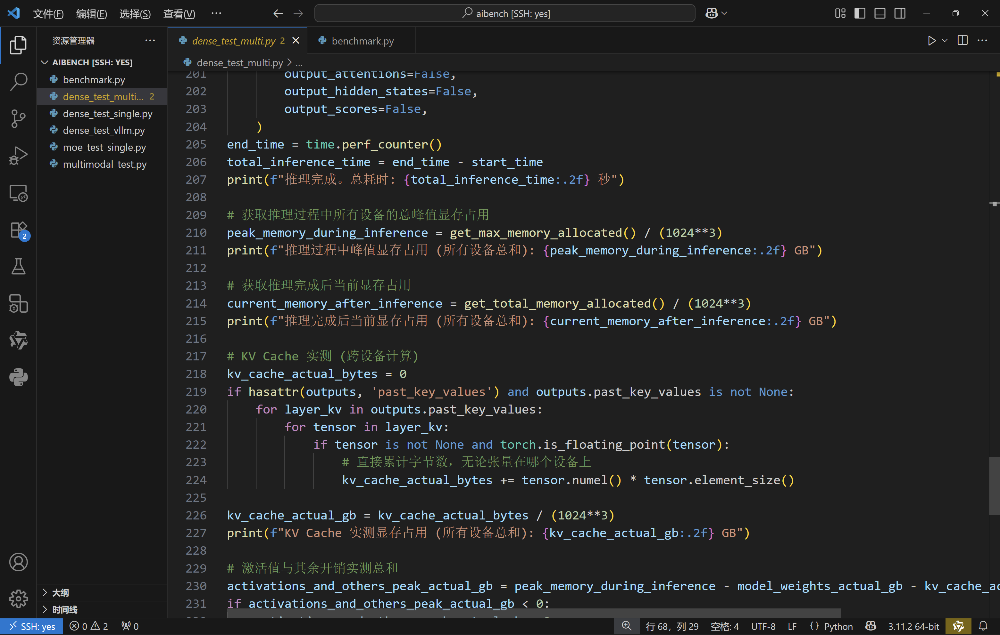 文件(F) 编辑(E) 选择(S) 查看(V) ··· aibench [SSH: yes]
资源管理器 ···
AIBENCH [SSH: YES]
benchmark.py
dense_test_multi... 2
dense_test_single.py
dense_test_vllm.py
moe_test_single.py
multimodal_test.py
大纲
时间线
2
dense_test_multi.py 2
benchmark.py
dense_test_multi.py > ...
201 output_attentions=False,
202 output_hidden_states=False,
203 output_scores=False,
204 )
205 end_time = time.perf_counter()
206 total_inference_time = end_time - start_time
207 print(f"推理完成。总耗时: {total_inference_time:.2f} 秒")
208
209 # 获取推理过程中所有设备的总峰值显存占用
210 peak_memory_during_inference = get_max_memory_allocated() / (1024**3)
211 print(f"推理过程中峰值显存占用 (所有设备总和): {peak_memory_during_inference:.2f} GB")
212
213 # 获取推理完成后当前显存占用
214 current_memory_after_inference = get_total_memory_allocated() / (1024**3)
215 print(f"推理完成后当前显存占用 (所有设备总和): {current_memory_after_inference:.2f} GB")
216
217 # KV Cache 实测 (跨设备计算)
218 kv_cache_actual_bytes = 0
219 if hasattr(outputs, 'past_key_values') and outputs.past_key_values is not None:
220 for layer_kv in outputs.past_key_values:
221 for tensor in layer_kv:
222 if tensor is not None and torch.is_floating_point(tensor):
223 # 直接累计字节数，无论张量在哪个设备上
224 kv_cache_actual_bytes += tensor.numel() * tensor.element_size()
225
226 kv_cache_actual_gb = kv_cache_actual_bytes / (1024**3)
227 print(f"KV Cache 实测显存占用 (所有设备总和): {kv_cache_actual_gb:.2f} GB")
228
229 # 激活值与其余开销实测总和
230 activations_and_others_peak_actual_gb = peak_memory_during_inference - model_weights_actual_gb - kv_cache_ac
231 if activations_and_others_peak_actual_gb < 0:
SSH: yes 0 2 0 行 68，列 29 空格: 4 UTF-8 LF {} Python 3.11.2 64-bit